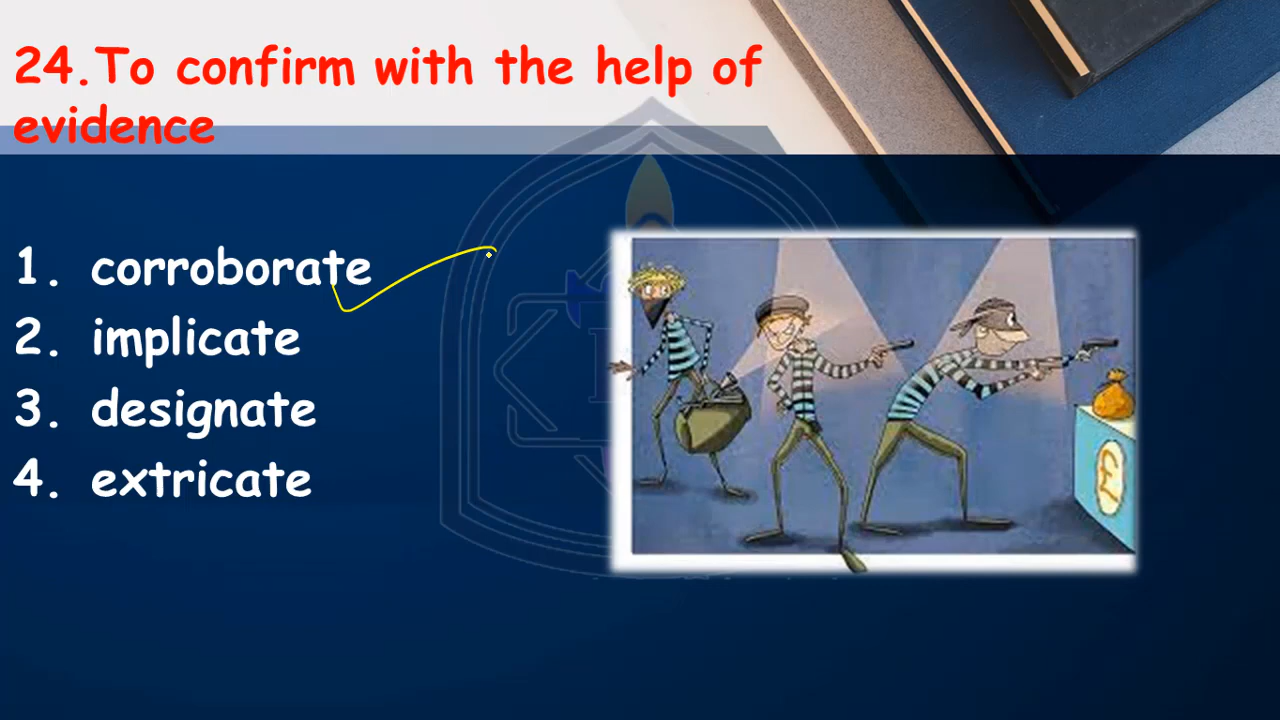 24.To confirm with the help of
evidence
1. corroborate
2. implicate
3. designate
4. extricate
£